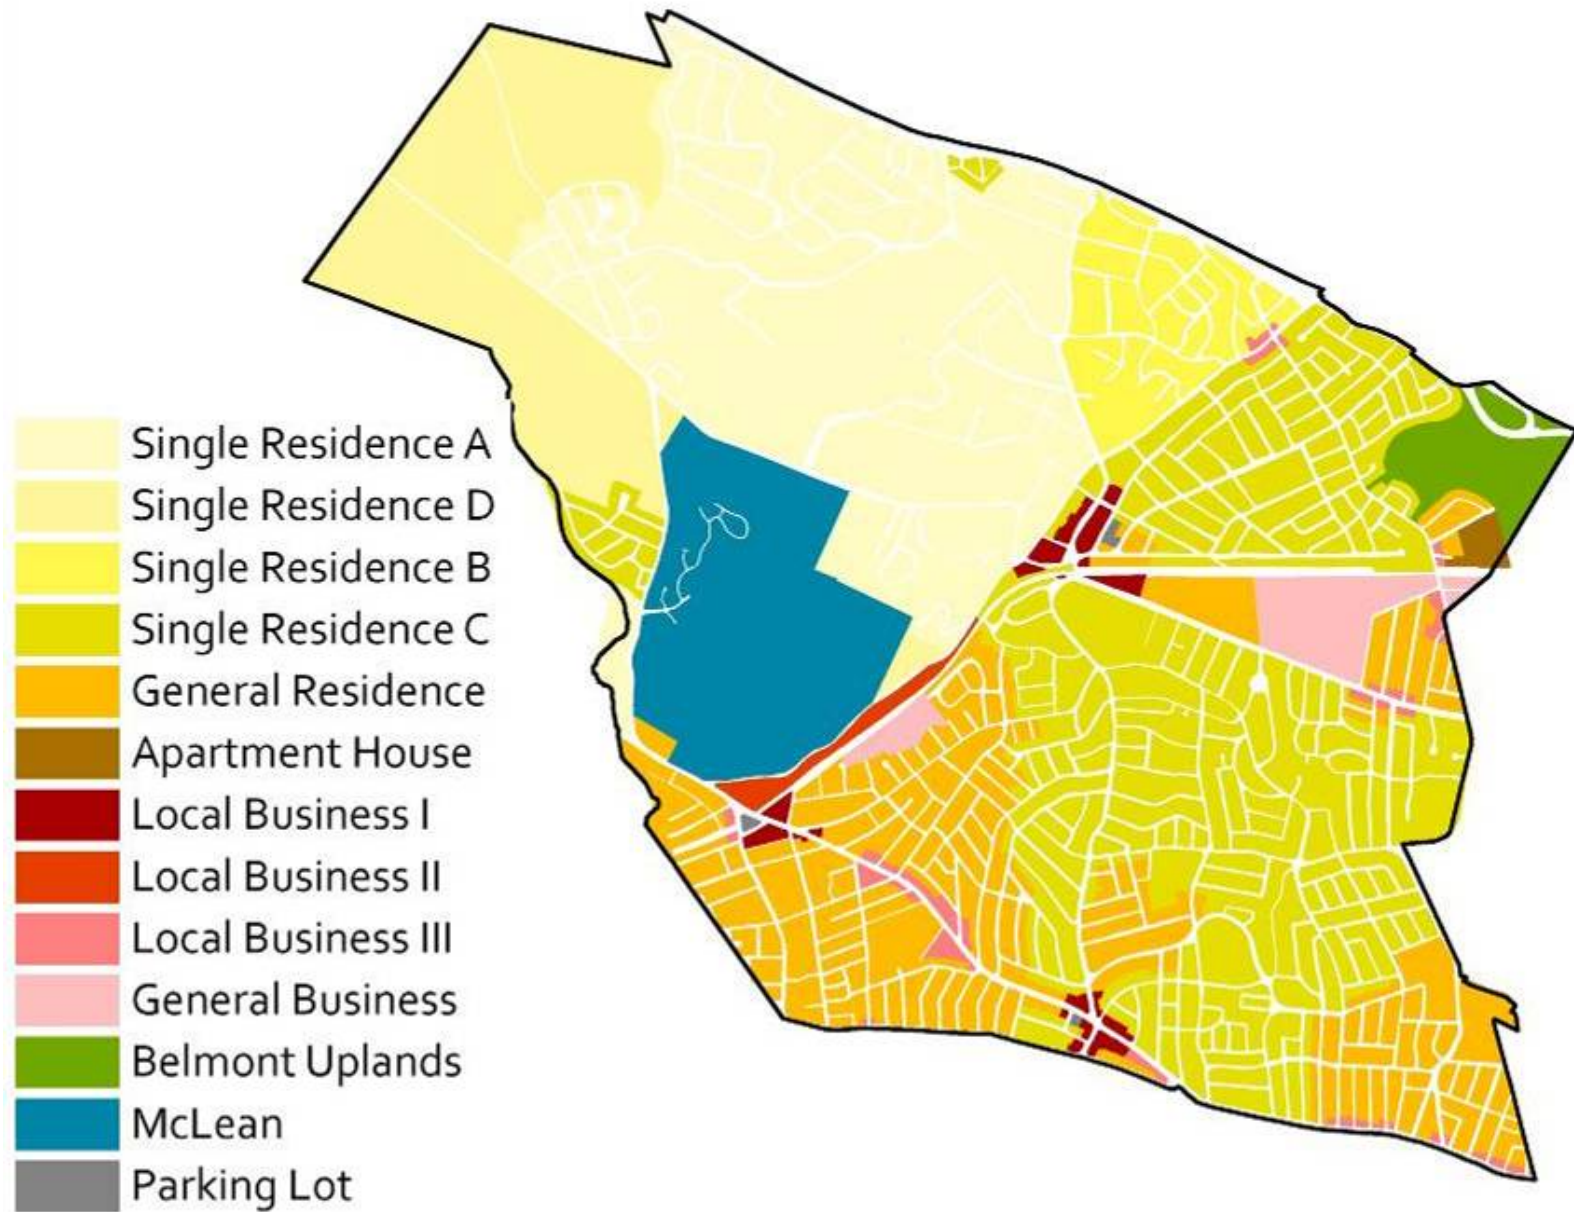 Single Residence A
Single Residence D
Single Residence B
Single Residence C
General Residence
Apartment House
Local Business I
Local Business II
Local Business III
General Business
Belmont Uplands
McLean
Parking Lot